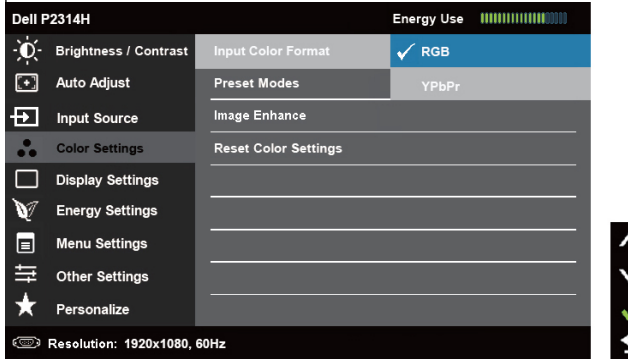 Dell P2314H Energy Use
Brightness / Contrast Input Color Format RGB
Auto Adjust Preset Modes YPbPr
Input Source Image Enhance
Color Settings Reset Color Settings
Display Settings
Energy Settings
Menu Settings
Other Settings
Personalize
Resolution: 1920x1080, 60Hz